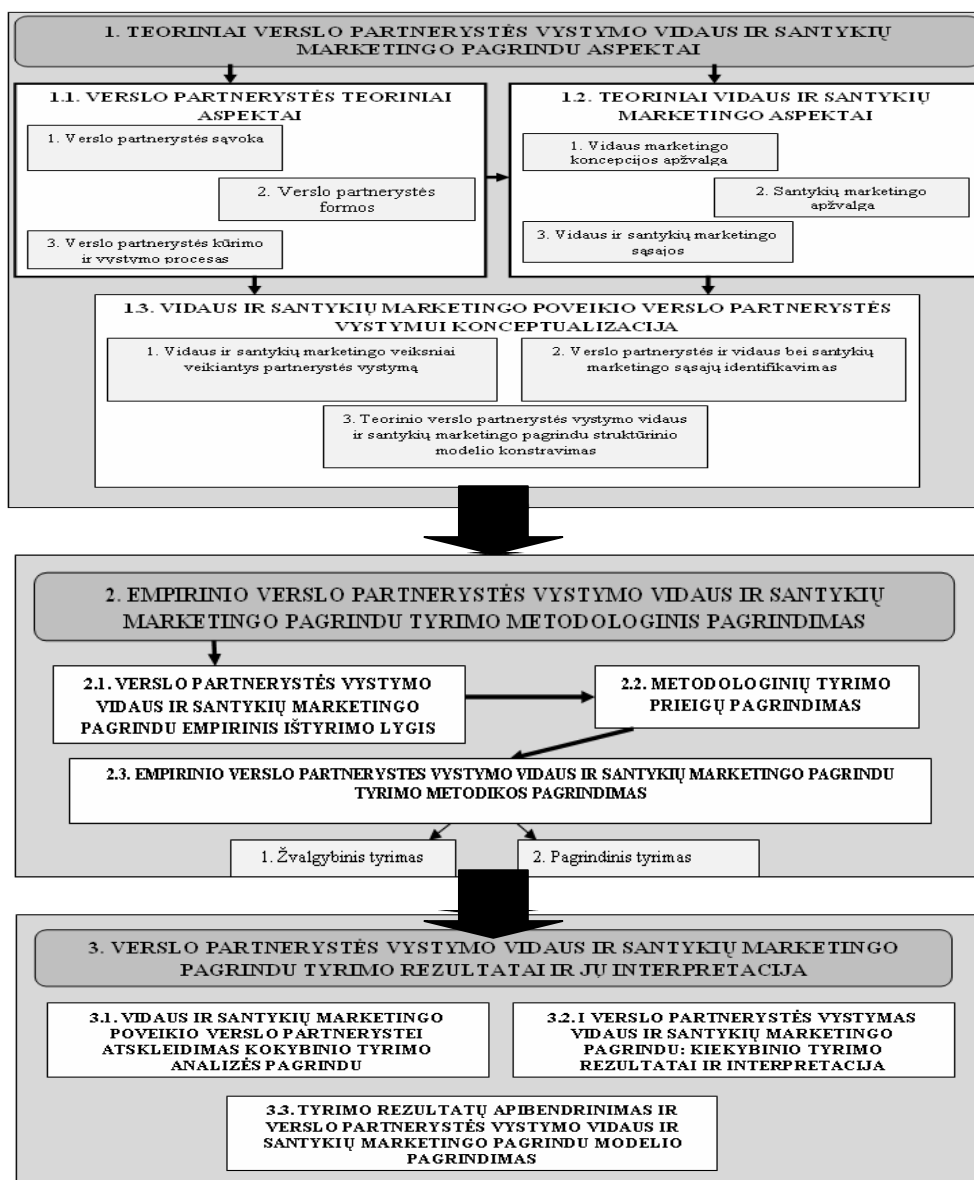 1. TEORINIAI VERSLO PARTNERYSTĖS VYSTYMO VIDAUS IR SANTYKIŲ
MARKETINGO PAGRINDU ASPEKTAI
1.1. VERSLO PARTNERYSTĖS TEORINIAI
ASPEKTAI
1. Verslo partnerystės sąvoka
2. Verslo partnerystės
formos
3. Verslo partnerystės kūrimo
ir vystymo procesas
1.2. TEORINIAI VIDAUS IR SANTYKIŲ
MARKETINGO ASPEKTAI
1. Vidaus marketingo
koncepcijos apžvalga
2. Santykių marketingo
apžvalga
3. Vidaus ir santykių marketingo
sąsajos
1.3. VIDAUS IR SANTYKIŲ MARKETINGO POVEIKIO VERSLO PARTNERYSTĖS
VYSTYMUI KONCEPTUALIZACIJA
1. Vidaus ir santykių marketingo veiksniai
veikiantys partnerystės vystymą
2. Verslo partnerystės ir vidaus bei santykių
marketingo sąsajų identifikavimas
3. Teorinio verslo partnerystės vystymo vidaus
ir santykių marketingo pagrindu struktūrinio
modelio konstravimas
2. EMPIRINIO VERSLO PARTNERYSTĖS VYSTYMO VIDAUS IR SANTYKIŲ
MARKETINGO PAGRINDU TYRIMO METODOLOGINIS PAGRINDIMAS
2.1. VERSLO PARTNERYSTĖS VYSTYMO
VIDAUS IR SANTYKIŲ MARKETINGO
PAGRINDU EMPIRINIS IŠTYRIMO LYGIS
2.2. METODOLOGINIŲ TYRIMO
PRIEIGŲ PAGRINDIMAS
2.3. EMPIRINIO VERSLO PARTNERYSTES VYSTYMO VIDAUS IR SANTYKIŲ MARKETINGO PAGRINDU
TYRIMO METODIKOS PAGRINDIMAS
1. Žvalgybinis tyrimas
2. Pagrindinis tyrimas
3. VERSLO PARTNERYSTĖS VYSTYMO VIDAUS IR SANTYKIŲ MARKETINGO
PAGRINDU TYRIMO REZULTATAI IR JŲ INTERPRETACIJA
3.1. VIDAUS IR SANTYKIŲ MARKETINGO
POVEIKIO VERSLO PARTNERYSTEI
ATSKLEIDIMAS KOKYBINIO TYRIMO
ANALIZĖS PAGRINDU
3.2. I VERSLO PARTNERYSTĖS VYSTYMAS
VIDAUS IR SANTYKIŲ MARKETINGO
PAGRINDU: KIEKYBINIO TYRIMO
REZULTATAI IR INTERPRETACIJA
3.3. TYRIMO REZULTATŲ APIBENDRINIMAS IR
VERSLO PARTNERYSTĖS VYSTYMO VIDAUS IR
SANTYKIŲ MARKETINGO PAGRINDU MODELIO
PAGRINDIMAS